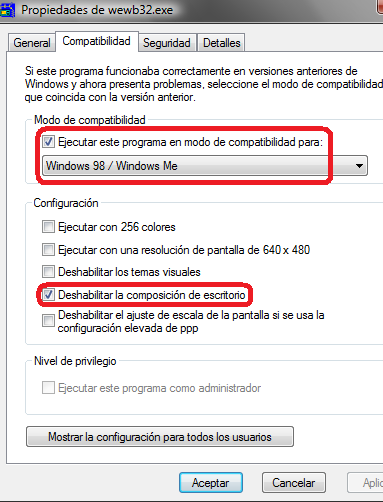 Propiedades de wewb32.exe
General Compatibilidad Seguridad Detalles
Si este programa funcionaba correctamente en versiones anteriores de
Windows y ahora presenta problemas, seleccione el modo de compatibilidad
que coincida con la versión anterior.
Modo de compatibilidad
Ejecutar este programa en modo de compatibilidad para:
Windows 98 / Windows Me
Configuración
Ejecutar con 256 colores
Ejecutar con una resolución de pantalla de 640 x 480
Deshabilitar los temas visuales
Deshabilitar la composición de escritorio
Deshabilitar el ajuste de escala de la pantalla si se usa la
configuración elevada de ppp
Nivel de privilegio
Ejecutar este programa como administrador
Mostrar la configuración para todos los usuarios
Aceptar Cancelar